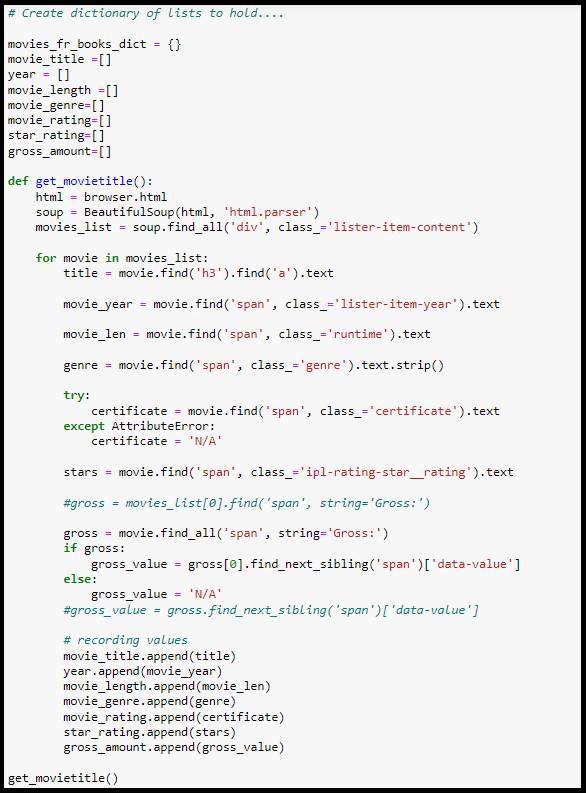 # Create dictionary of lists to hold....
movies_fr_books_dict = {}
movie_title =[]
year = []
movie_length =[]
movie_genre=[]
movie_rating=[]
star_rating=[]
gross_amount=[]
def get_movietitle():
    html = browser.html
    soup = BeautifulSoup(html, 'html.parser')
    movies_list = soup.find_all('div', class_='lister-item-content')
    for movie in movies_list:
        title = movie.find('h3').find('a').text
        movie_year = movie.find('span', class_='lister-item-year').text
        movie_len = movie.find('span', class_='runtime').text
        genre = movie.find('span', class_='genre').text.strip()
        try:
            certificate = movie.find('span', class_='certificate').text
        except AttributeError:
            certificate = 'N/A'
        stars = movie.find('span', class_='ipl-rating-star__rating').text
        #gross = movies_list[0].find('span', string='Gross:')
        gross = movie.find_all('span', string='Gross:')
        if gross:
            gross_value = gross[0].find_next_sibling('span')['data-value']
        else:
            gross_value = 'N/A'
        #gross_value = gross.find_next_sibling('span')['data-value']
        # recording values
        movie_title.append(title)
        year.append(movie_year)
        movie_length.append(movie_len)
        movie_genre.append(genre)
        movie_rating.append(certificate)
        star_rating.append(stars)
        gross_amount.append(gross_value)
get_movietitle()